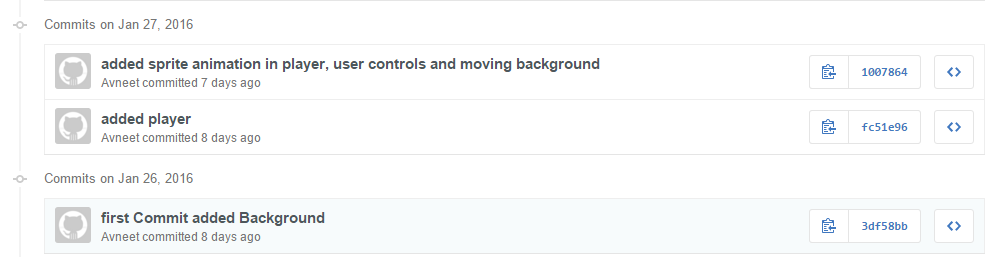 Commits on Jan 27, 2016
added sprite animation in player, user controls and moving background
Avneet committed 7 days ago
1007864
added player
Avneet committed 8 days ago
fc51e96
Commits on Jan 26, 2016
first Commit added Background
Avneet committed 8 days ago
3df58bb